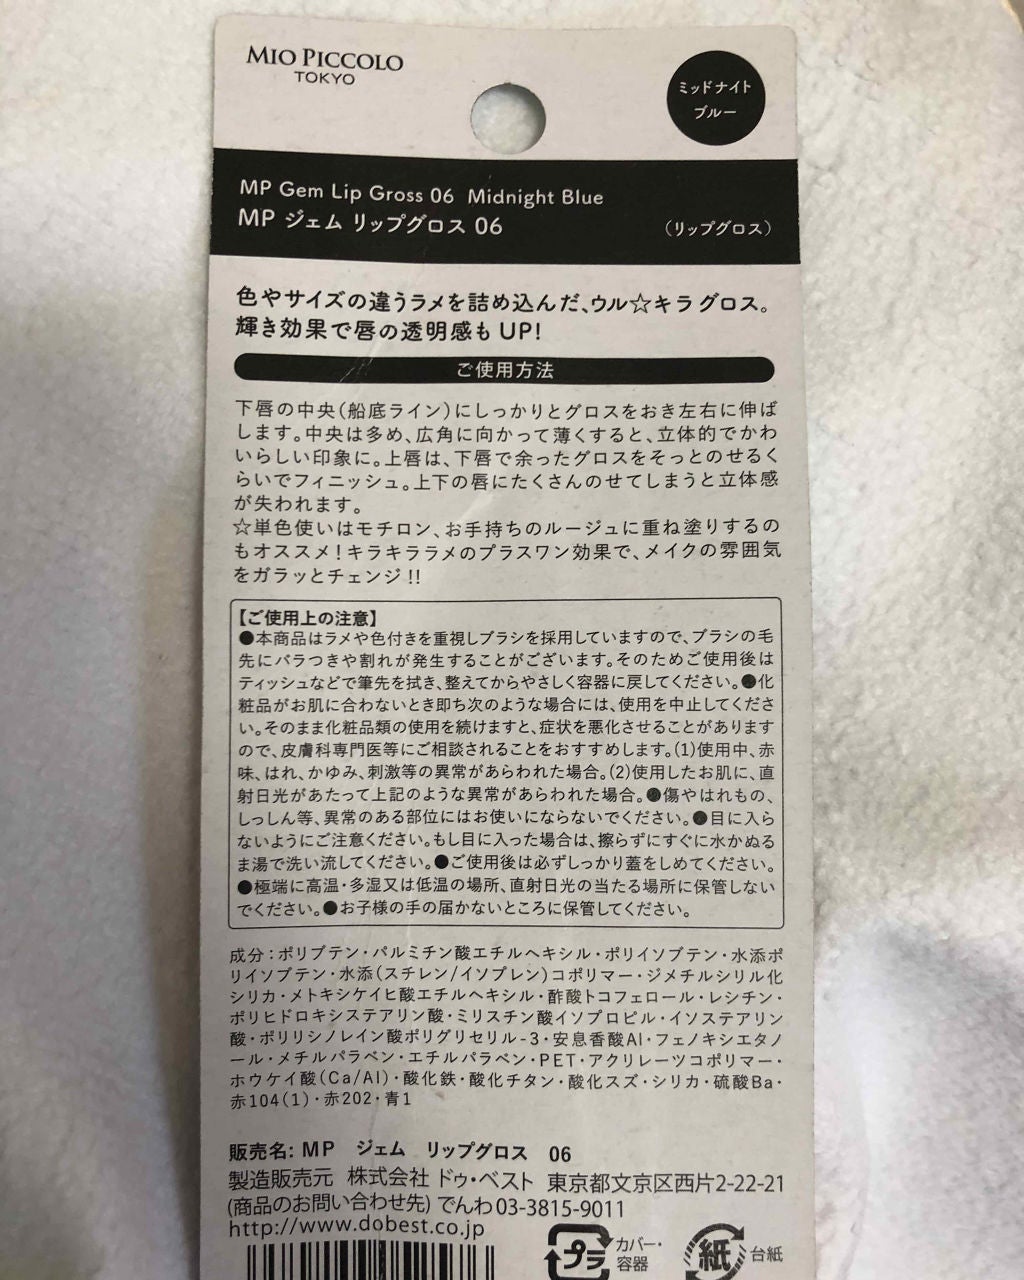 MIO PICCOLO
TOKYO
ミッドナイト
ブルー
MP Gem Lip Gross 06 Midnight Blue
MP ジェム リップグロス 06 （リップグロス）
色やサイズの違うラメを詰め込んだ、ウル☆キラグロス。
輝き効果で唇の透明感もUP!
ご使用方法
下唇の中央（船底ライン）にしっかりとグロスをおき左右に伸ば
します。中央は多め、広角に向かって薄くすると、立体的でかわ
いらしい印象に。上唇は、下唇で余ったグロスをそっとのせるく
らいでフィニッシュ。上下の唇にたくさんのせてしまうと立体感
が失われます。
☆単色使いはモチロン、お手持ちのルージュに重ね塗りするの
もオススメ！キラキララメのプラスワン効果で、メイクの雰囲気
をガラッとチェンジ!!
【ご使用上の注意】
●本商品はラメや色付きを重視しブラシを採用していますので、ブラシの毛
先にバラつきや割れが発生することがございます。そのためご使用後は
ティッシュなどで筆先を拭き、整えてからやさしく容器に戻してください。●化
粧品がお肌に合わないとき即ち次のような場合には、使用を中止してくださ
い。そのまま化粧品類の使用を続けますと、症状を悪化させることがあります
ので、皮膚科専門医等にご相談されることをおすすめします。(1)使用中、赤
味、はれ、かゆみ、刺激等の異常があらわれた場合。(2)使用したお肌に、直
射日光があたって上記のような異常があらわれた場合。●傷やはれもの、
しっしん等、異常のある部位にはお使いにならないでください。●目に入ら
ないようにご注意ください。もし目に入った場合は、擦らずにすぐに水かぬる
ま湯で洗い流してください。●ご使用後は必ずしっかり蓋をしめてください。
●極端に高温・多湿又は低温の場所、直射日光の当たる場所に保管しない
でください。●お子様の手の届かないところに保管してください。
成分：ポリブテン・パルミチン酸エチルヘキシル・ポリイソブテン・水添ポ
リイソブテン・水添（スチレン/イソプレン）コポリマー・ジメチルシリル化
シリカ・メトキシケイヒ酸エチルヘキシル・酢酸トコフェロール・レシチン・
ポリヒドロキシステアリン酸・ミリスチン酸イソプロピル・イソステアリン
酸・ポリリシノレイン酸ポリグリセリル-3・安息香酸Al・フェノキシエタノ
ール・メチルパラベン・エチルパラベン・PET・アクリレーツコポリマー・
ホウケイ酸(Ca/Al)・酸化鉄・酸化チタン・酸化スズ・シリカ・硫酸Ba・
赤104(1)・赤202・青1
販売名: MP ジェム リップグロス 06
製造販売元 株式会社 ドゥ・ベスト 東京都文京区西片2-22-21
(商品のお問い合わせ先) でんわ 03-3815-9011
http://www.dobest.co.jp
プラ カバー・
容器
紙 台紙